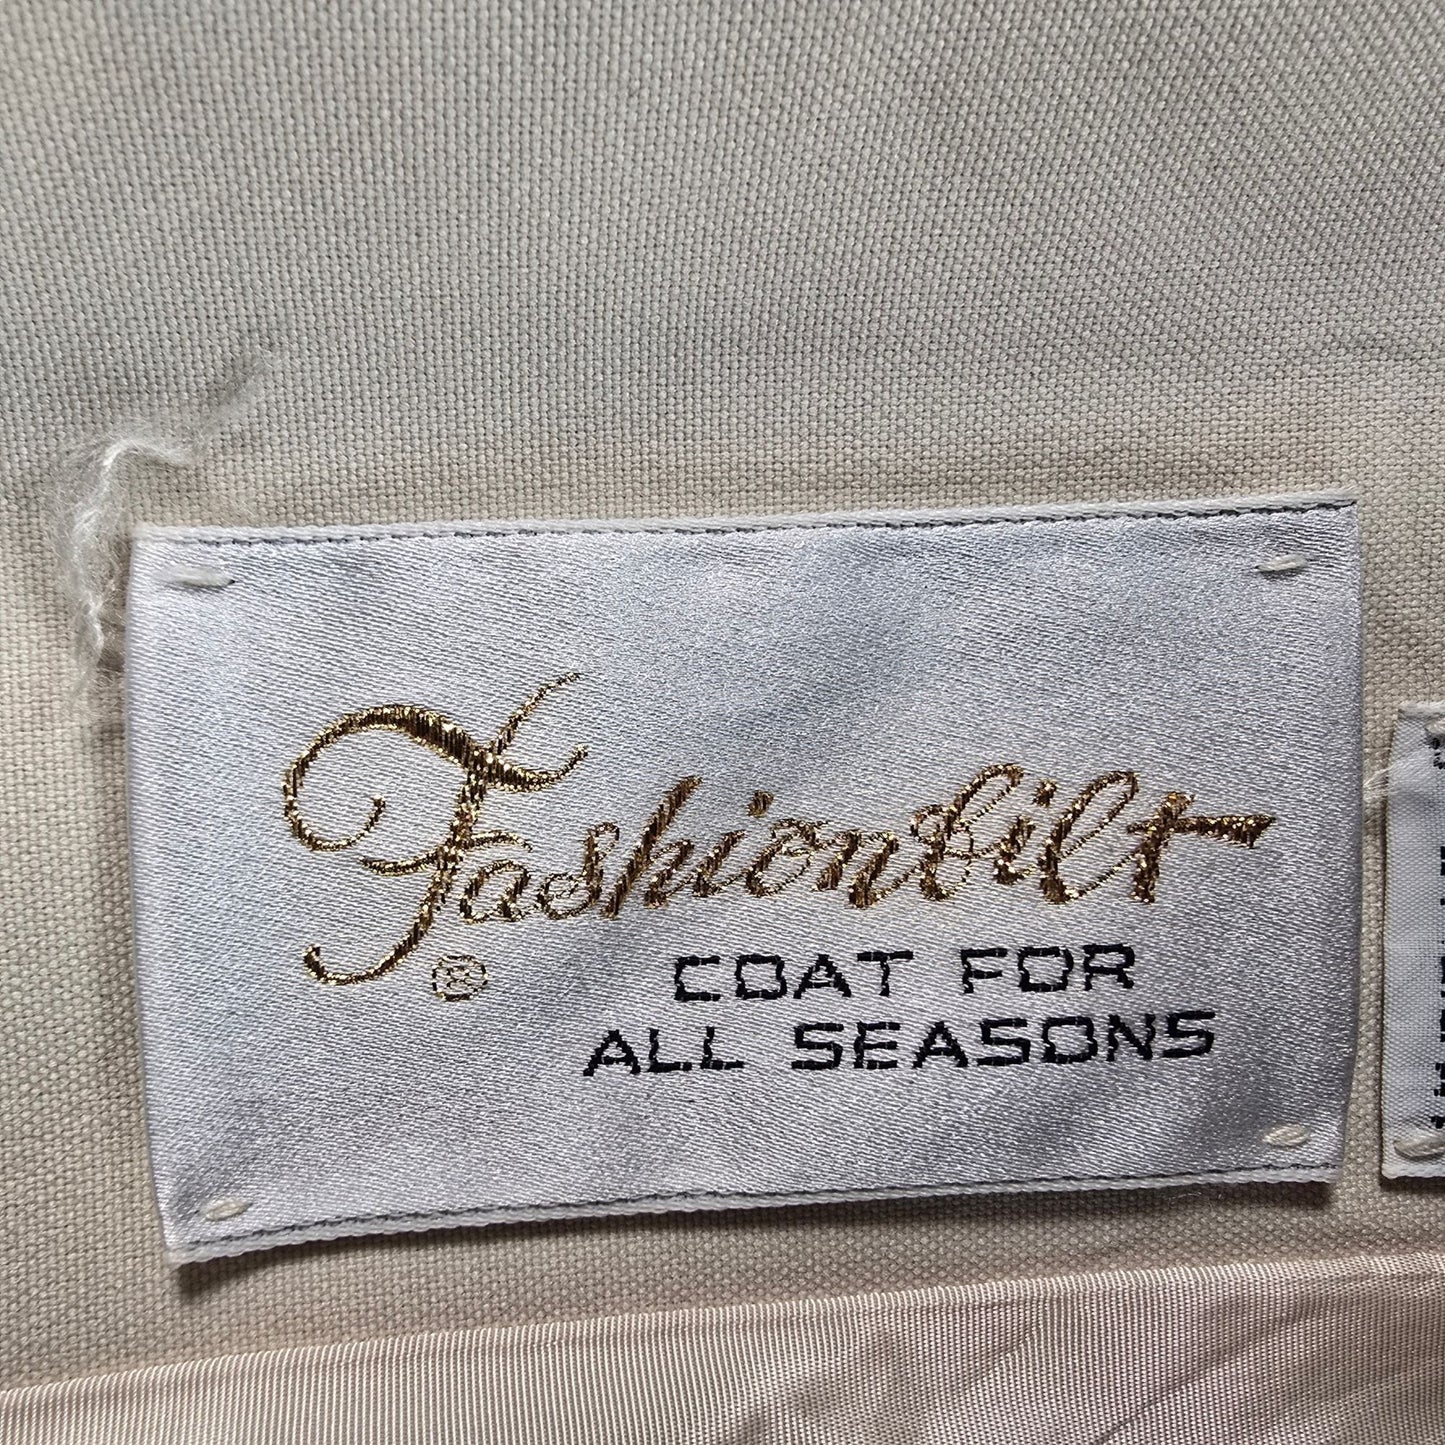 Fashionbilt
®
COAT FOR
ALL SEASONS